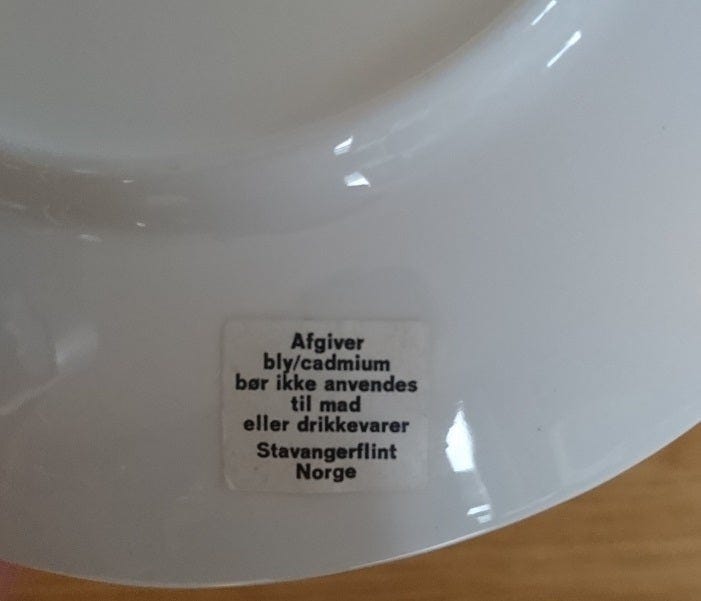 Afgiver
bly/cadmium
bør ikke anvendes
til mad
eller drikkevarer
Stavangerflint
Norge